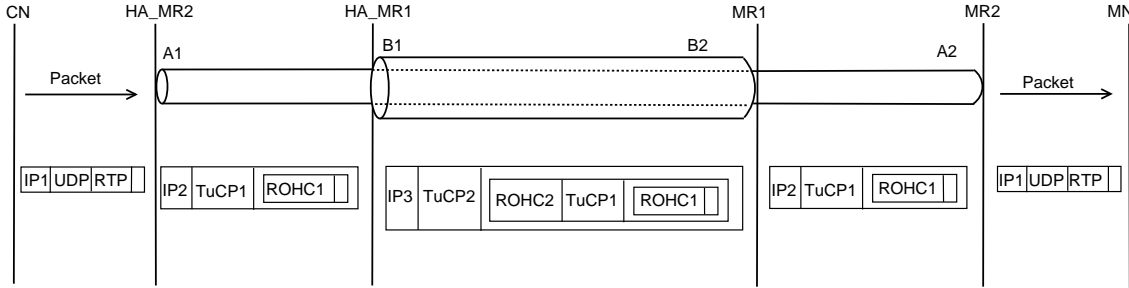 CN HA_MR2 HA_MR1 MR1 MR2 MN
A1 B1 B2 A2
Packet Packet
IP1 UDP RTP IP2 TuCP1 ROHC1 IP3 TuCP2 ROHC2 TuCP1 ROHC1 IP2 TuCP1 ROHC1 IP1 UDP RTP